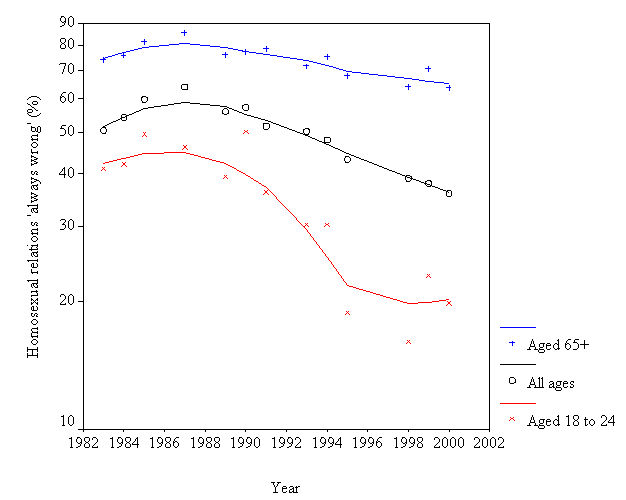 90
80
70
60
50
40
30
20
10
Homosexual relations 'always wrong' (%)
1982 1984 1986 1988 1990 1992 1994 1996 1998 2000 2002
Year
Aged 65+
All ages
Aged 18 to 24